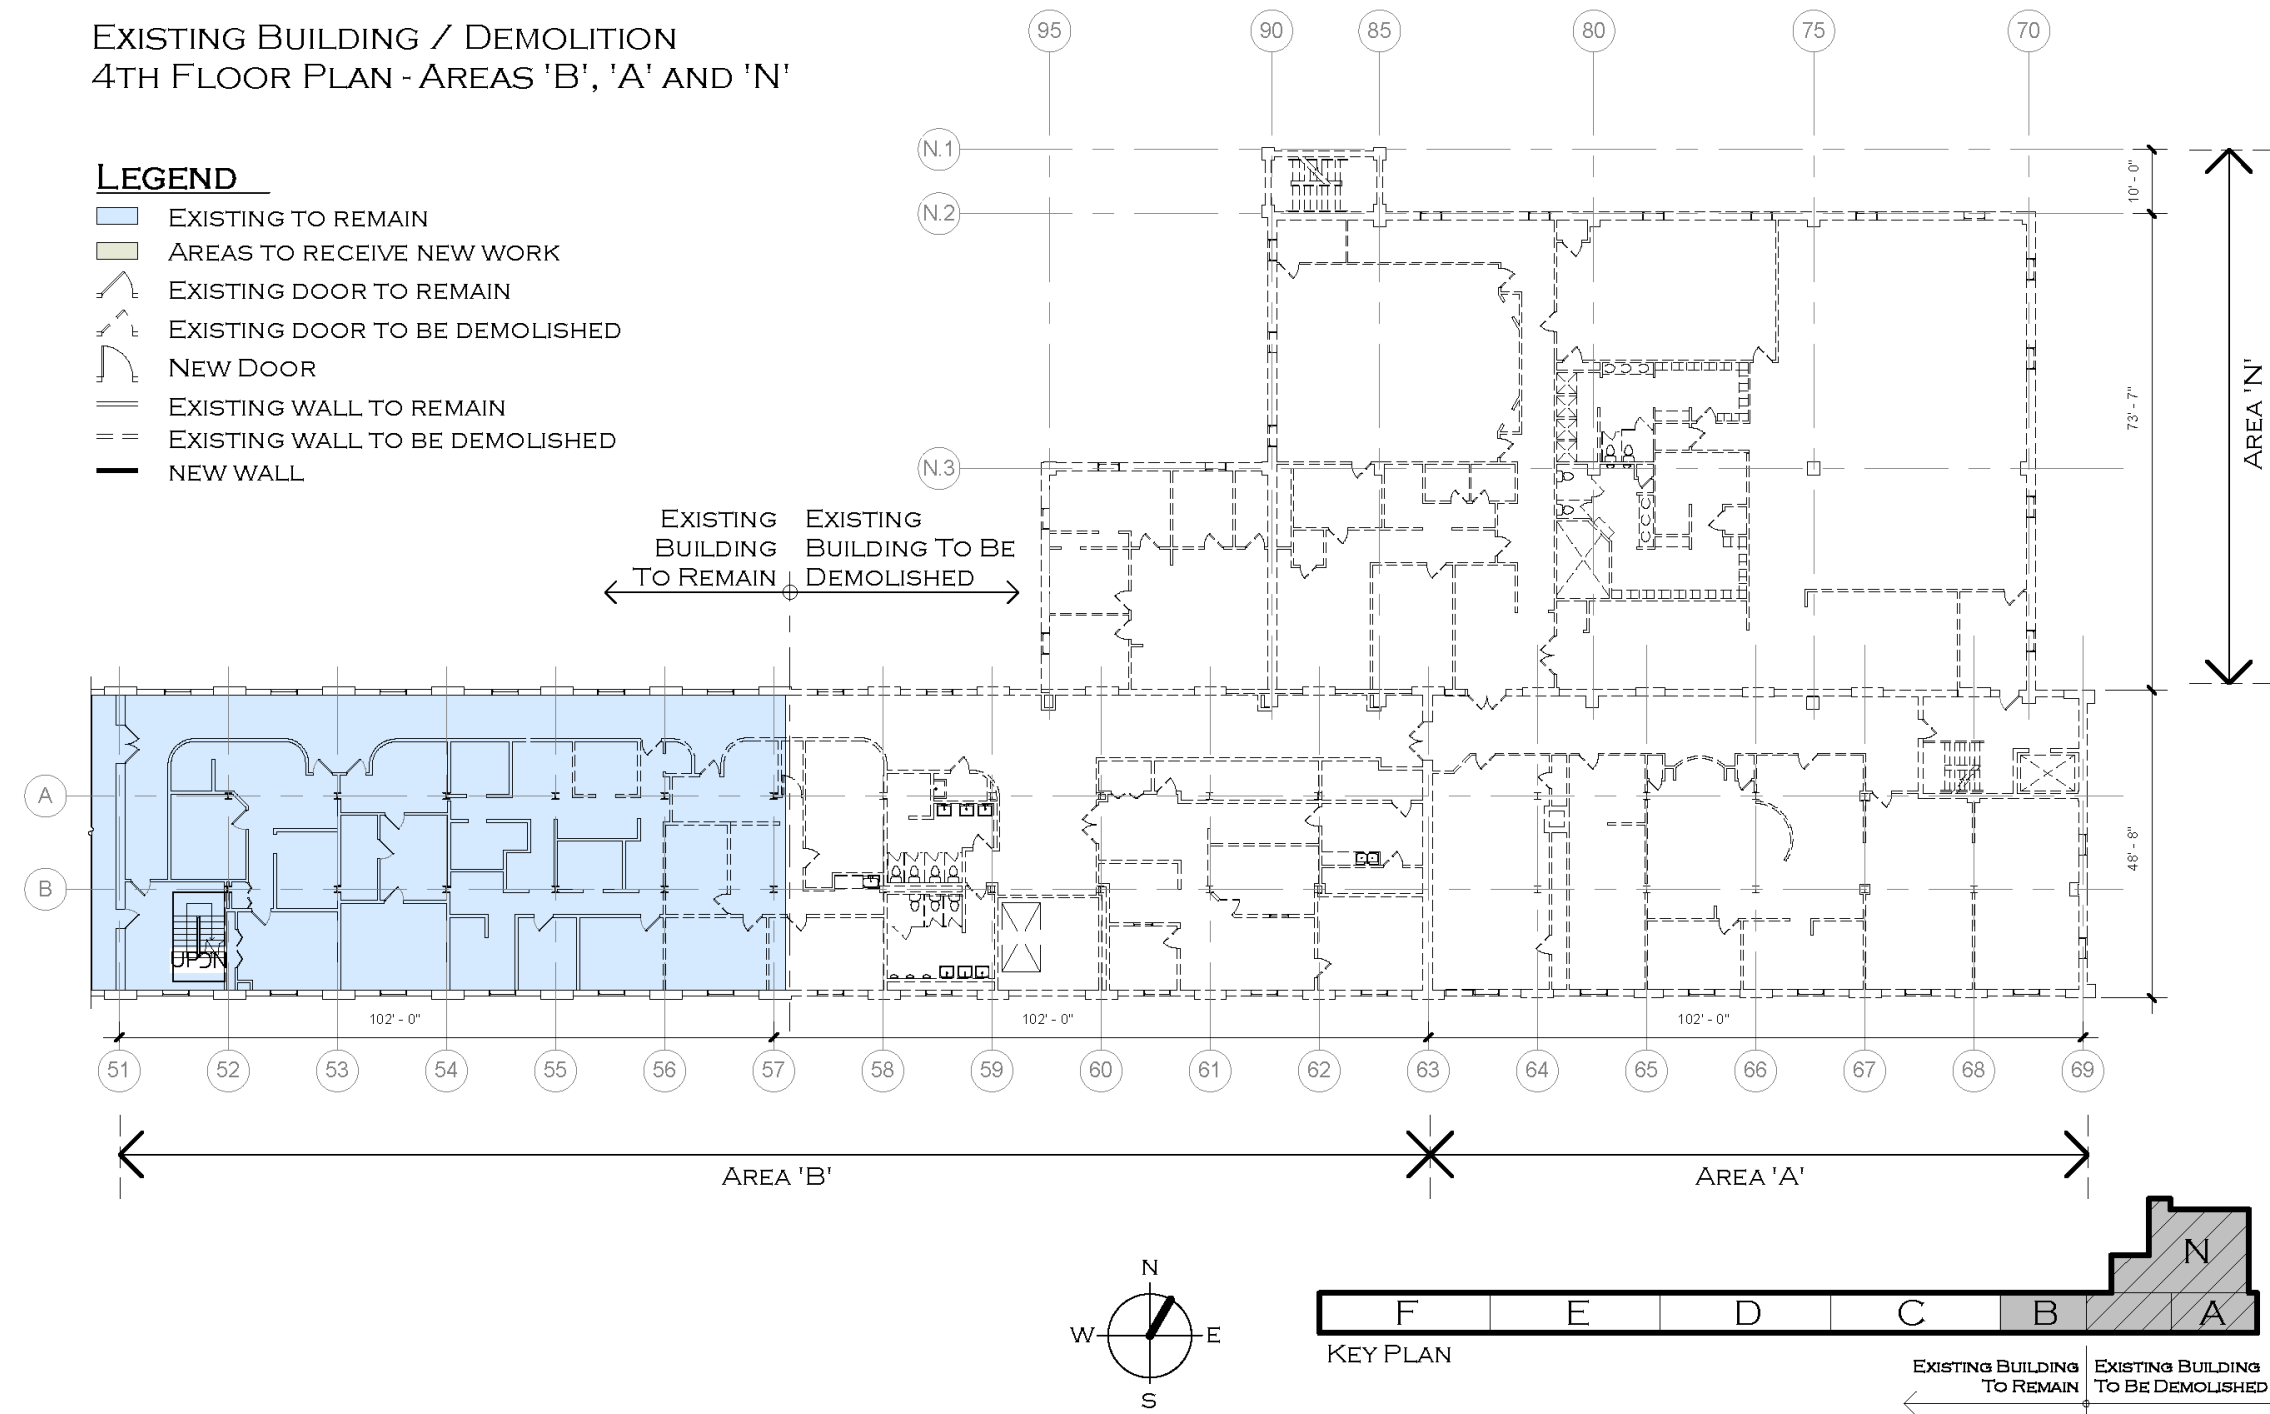 Existing Building / Demolition
4th Floor Plan - Areas 'B', 'A' and 'N'
Legend
Existing to remain
Areas to receive new work
Existing door to remain
Existing door to be demolished
New Door
Existing wall to remain
Existing wall to be demolished
new wall
95 90 85 80 75 70
N.1
N.2
N.3
10' - 0"
73' - 7"
48' - 8"
Area 'N'
Existing
Building
To Remain
Existing
Building To Be
Demolished
A
B
UP DN
102' - 0" 102' - 0" 102' - 0"
51 52 53 54 55 56 57 58 59 60 61 62 63 64 65 66 67 68 69
Area 'B' Area 'A'
N
W E
S
N
F E D C B A
Key Plan
Existing Building
To Remain
Existing Building
To Be Demolished